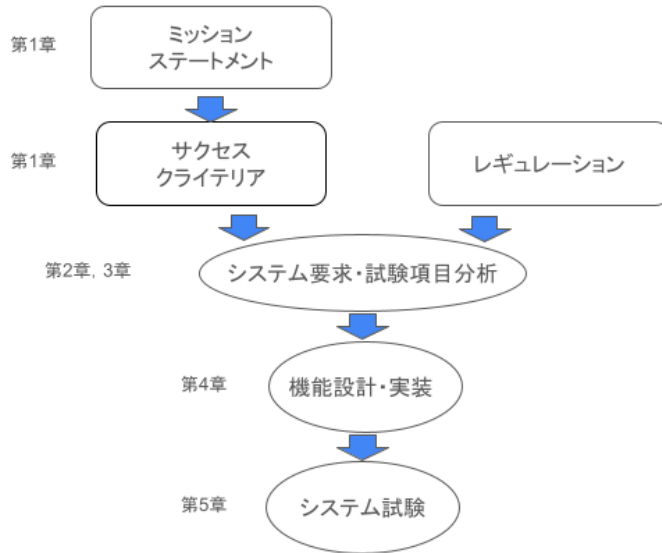 第1章
ミッション
ステートメント
第1章
サクセス
クライテリア
レギュレーション
第2章, 3章
システム要求・試験項目分析
第4章
機能設計・実装
第5章
システム試験